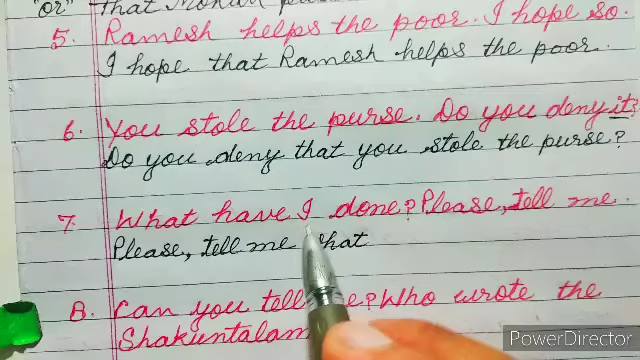 "or" that
5. Ramesh helps the poor. I hope so.
I hope that Ramesh helps the poor.
6. You stole the purse. Do you deny it?
Do you deny that you stole the purse?
7. What have I done? Please, tell me.
Please, tell me what
8. Can you tell me? Who wrote the
Shakuntalam
PowerDirector